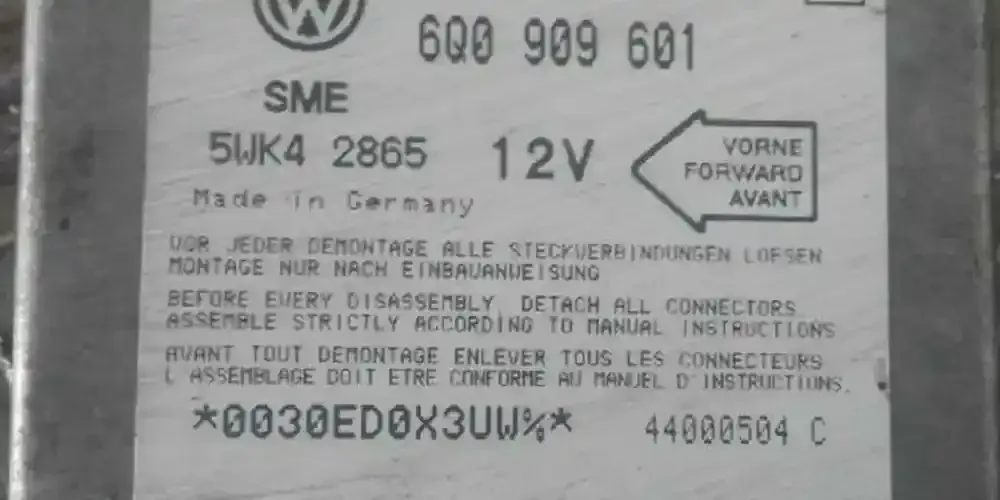 VW
6Q0 909 601
SME
5WK4 2865 12V
VORNE
FORWARD
AVANT
Made in Germany
VOR JEDER DEMONTAGE ALLE STECKVERBINDUNGEN LOESEN
MONTAGE NUR NACH EINBAUANWEISUNG
BEFORE EVERY DISASSEMBLY, DETACH ALL CONNECTORS
ASSEMBLE STRICTLY ACCORDING TO MANUAL INSTRUCTIONS
AVANT TOUT DEMONTAGE ENLEVER TOUS LES CONNECTEURS
L'ASSEMBLAGE DOIT ETRE CONFORME AU MANUEL D'INSTRUCTIONS.
*0030ED0X3UW%*
44000504 C